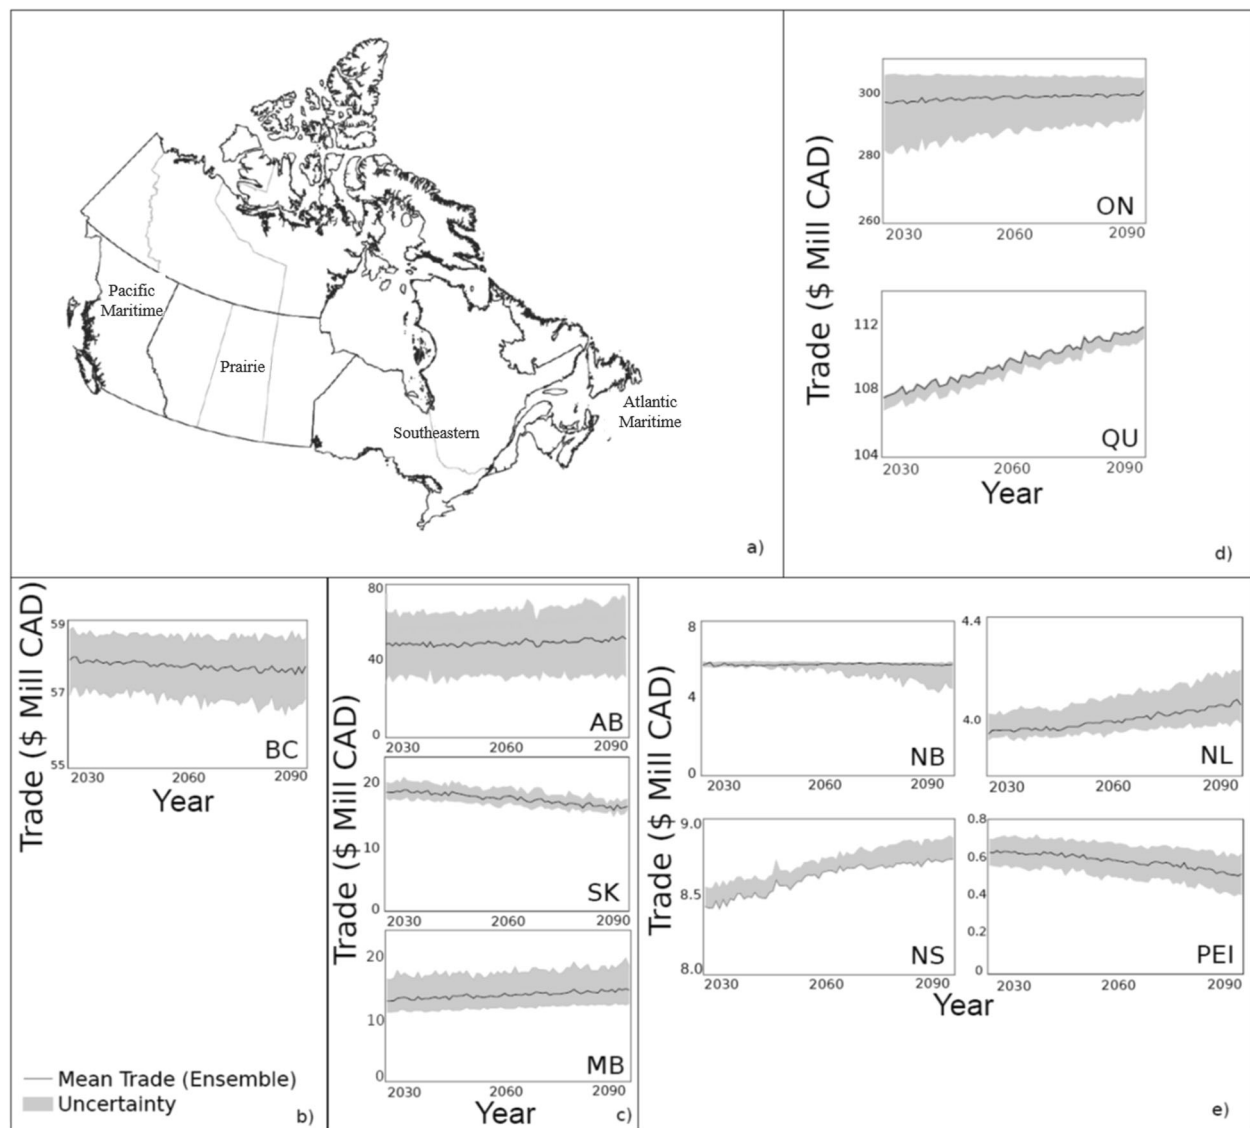 Pacific
Maritime
Prairie
Southeastern
Atlantic
Maritime
a)
Trade ($ Mill CAD)
300
280
260
2030
2060
2090
ON
112
108
104
2030
2060
2090
QU
Year
d)
Trade ($ Mill CAD)
59
57
55
2030
2060
2090
BC
Year
Mean Trade (Ensemble)
Uncertainty
b)
Trade ($ Mill CAD)
80
40
0
2030
2060
2090
AB
20
10
0
2030
2060
2090
SK
20
10
0
2030
2060
2090
MB
Year
c)
Trade ($ Mill CAD)
8
4
0
2030
2060
2090
NB
4.4
4.0
2030
2060
2090
NL
9.0
8.5
8.0
2030
2060
2090
NS
0.8
0.6
0.4
0.2
0
2030
2060
2090
PEI
Year
e)